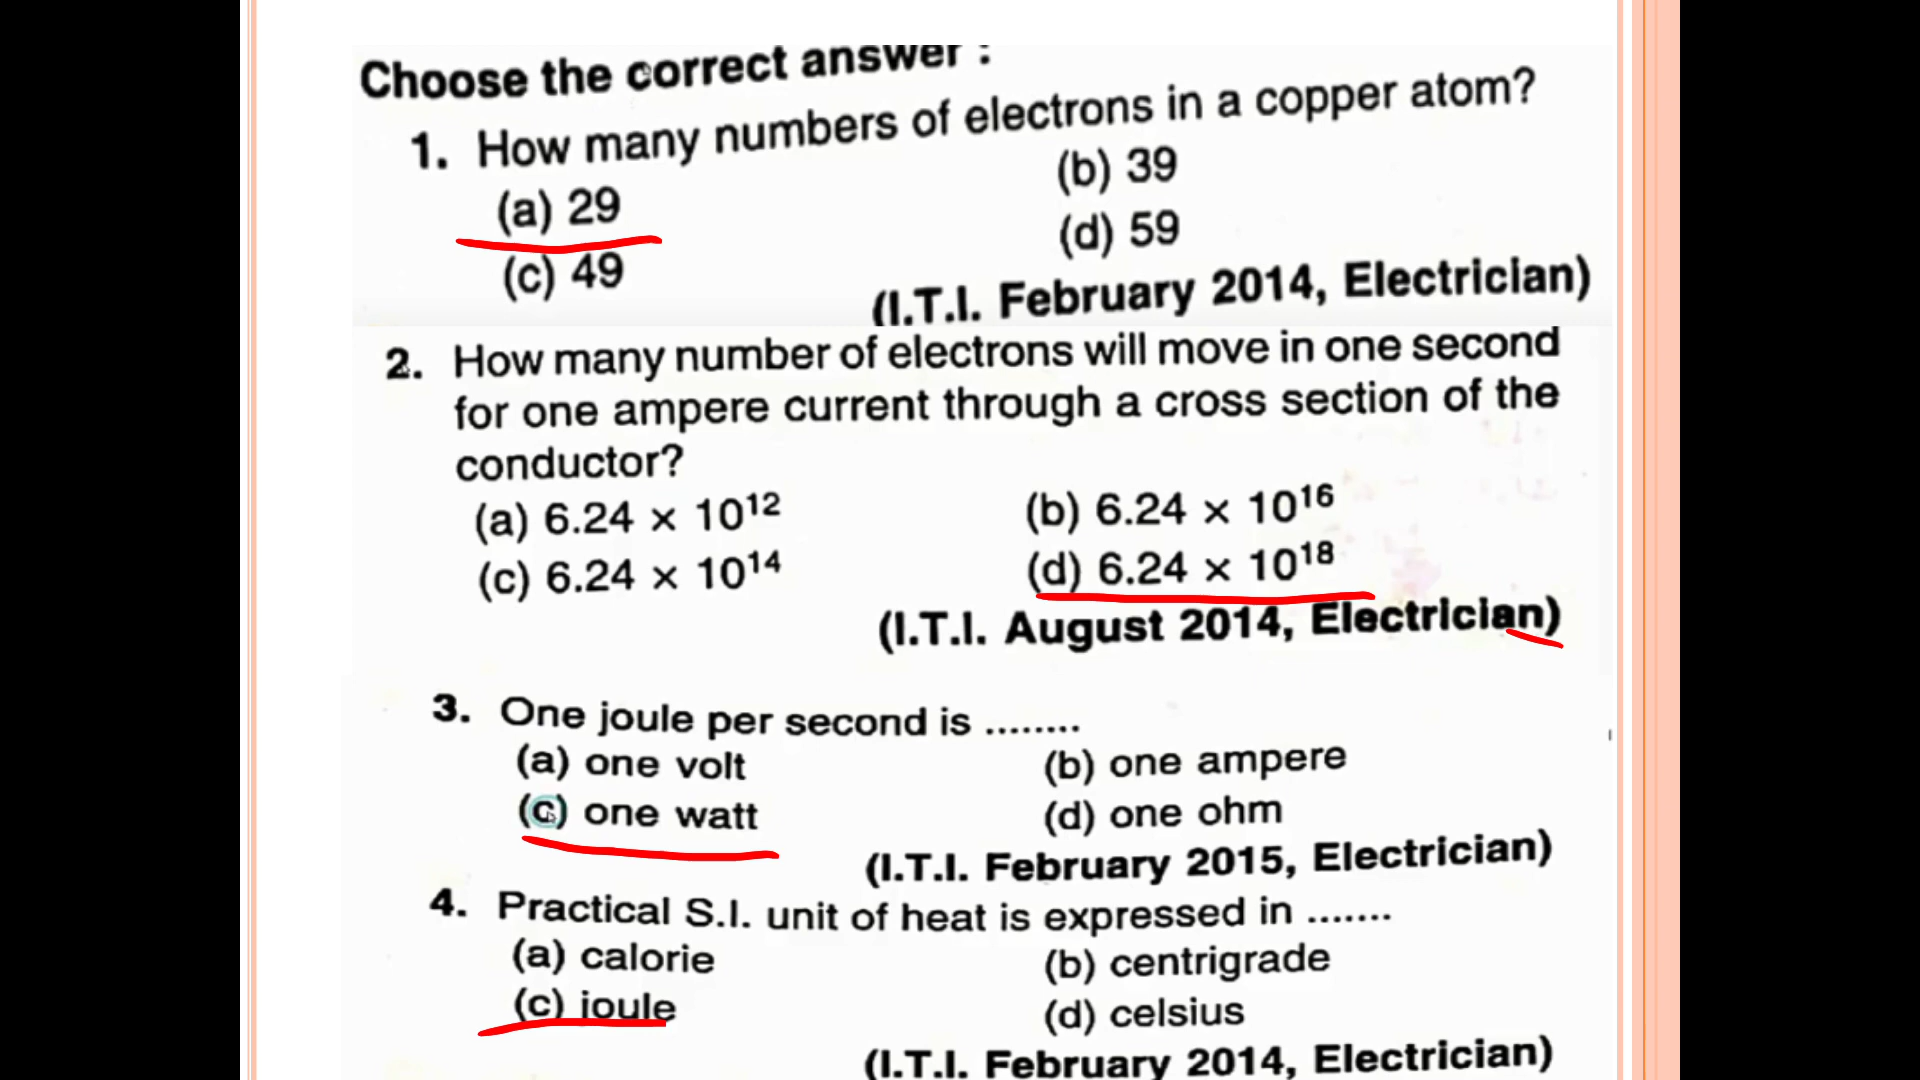 Choose the correct answer :
1. How many numbers of electrons in a copper atom?
(a) 29 (b) 39
(c) 49 (d) 59
(I.T.I. February 2014, Electrician)
2. How many number of electrons will move in one second
for one ampere current through a cross section of the
conductor?
(a) 6.24 × 10¹² (b) 6.24 × 10¹⁶
(c) 6.24 × 10¹⁴ (d) 6.24 × 10¹⁸
(I.T.I. August 2014, Electrician)
3. One joule per second is ........
(a) one volt (b) one ampere
(c) one watt (d) one ohm
(I.T.I. February 2015, Electrician)
4. Practical S.I. unit of heat is expressed in .......
(a) calorie (b) centrigrade
(c) joule (d) celsius
(I.T.I. February 2014, Electrician)